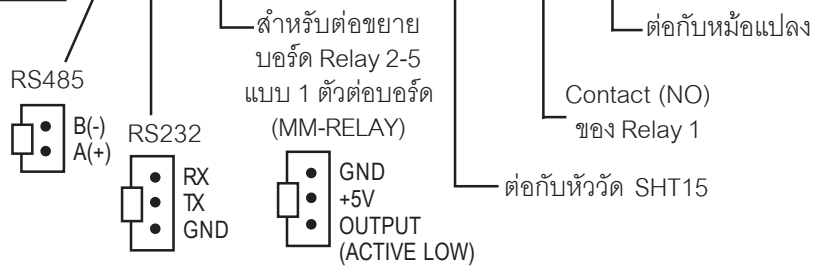 RS485
B(-)
A(+)
RS232
RX
TX
GND
สำหรับต่อขยาย
บอร์ด Relay 2-5
แบบ 1 ตัวต่อบอร์ด
(MM-RELAY)
GND
+5V
OUTPUT
(ACTIVE LOW)
ต่อกับหัววัด SHT15
Contact (NO)
ของ Relay 1
ต่อกับหม้อแปลง